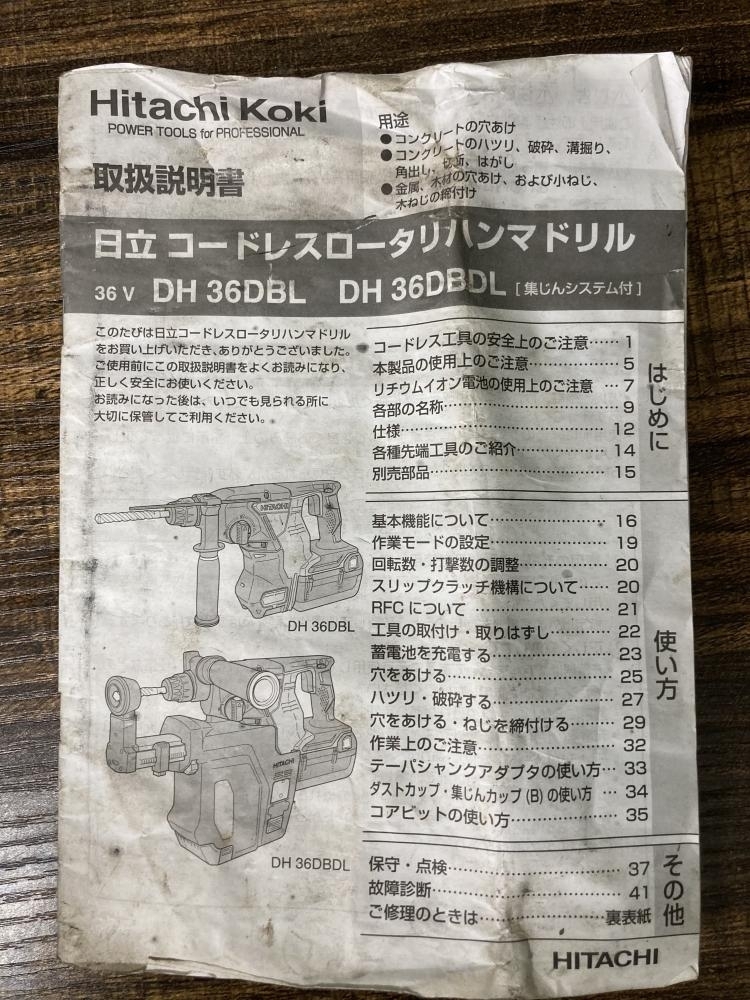 Hitachi Koki
POWER TOOLS for PROFESSIONAL
取扱説明書
用途
●コンクリートの穴あけ
●コンクリートのハツリ、破砕、溝掘り、
角出し、切断、はがし
●金属、木材の穴あけ、および小ねじ、
木ねじの締付け
日立 コードレスロータリハンマドリル
36 V DH 36DBL DH 36DBDL [集じんシステム付]
このたびは日立コードレスロータリハンマドリル
をお買い上げいただき、ありがとうございました。
ご使用前にこの取扱説明書をよくお読みになり、
正しく安全にお使いください。
お読みになった後は、いつでも見られる所に
大切に保管してご利用ください。
HITACHI
DH 36DBL
HITACHI
DH 36DBDL
はじめに
コードレス工具の安全上のご注意……1
本製品の使用上のご注意……………5
リチウムイオン電池の使用上のご注意…7
各部の名称……………………………9
仕様……………………………………12
各種先端工具のご紹介………………14
別売部品………………………………15
使い方
基本機能について……………………16
作業モードの設定……………………19
回転数・打撃数の調整………………20
スリップクラッチ機構について……20
RFC について…………………………21
工具の取付け・取りはずし…………22
蓄電池を充電する……………………23
穴をあける……………………………25
ハツリ・破砕する……………………27
穴をあける・ねじを締付ける………29
作業上のご注意………………………32
テーパシャンクアダプタの使い方…33
ダストカップ・集じんカップ (B) の使い方…34
コアビットの使い方…………………35
その他
保守・点検……………………………37
故障診断………………………………41
ご修理のときは………………………裏表紙
HITACHI